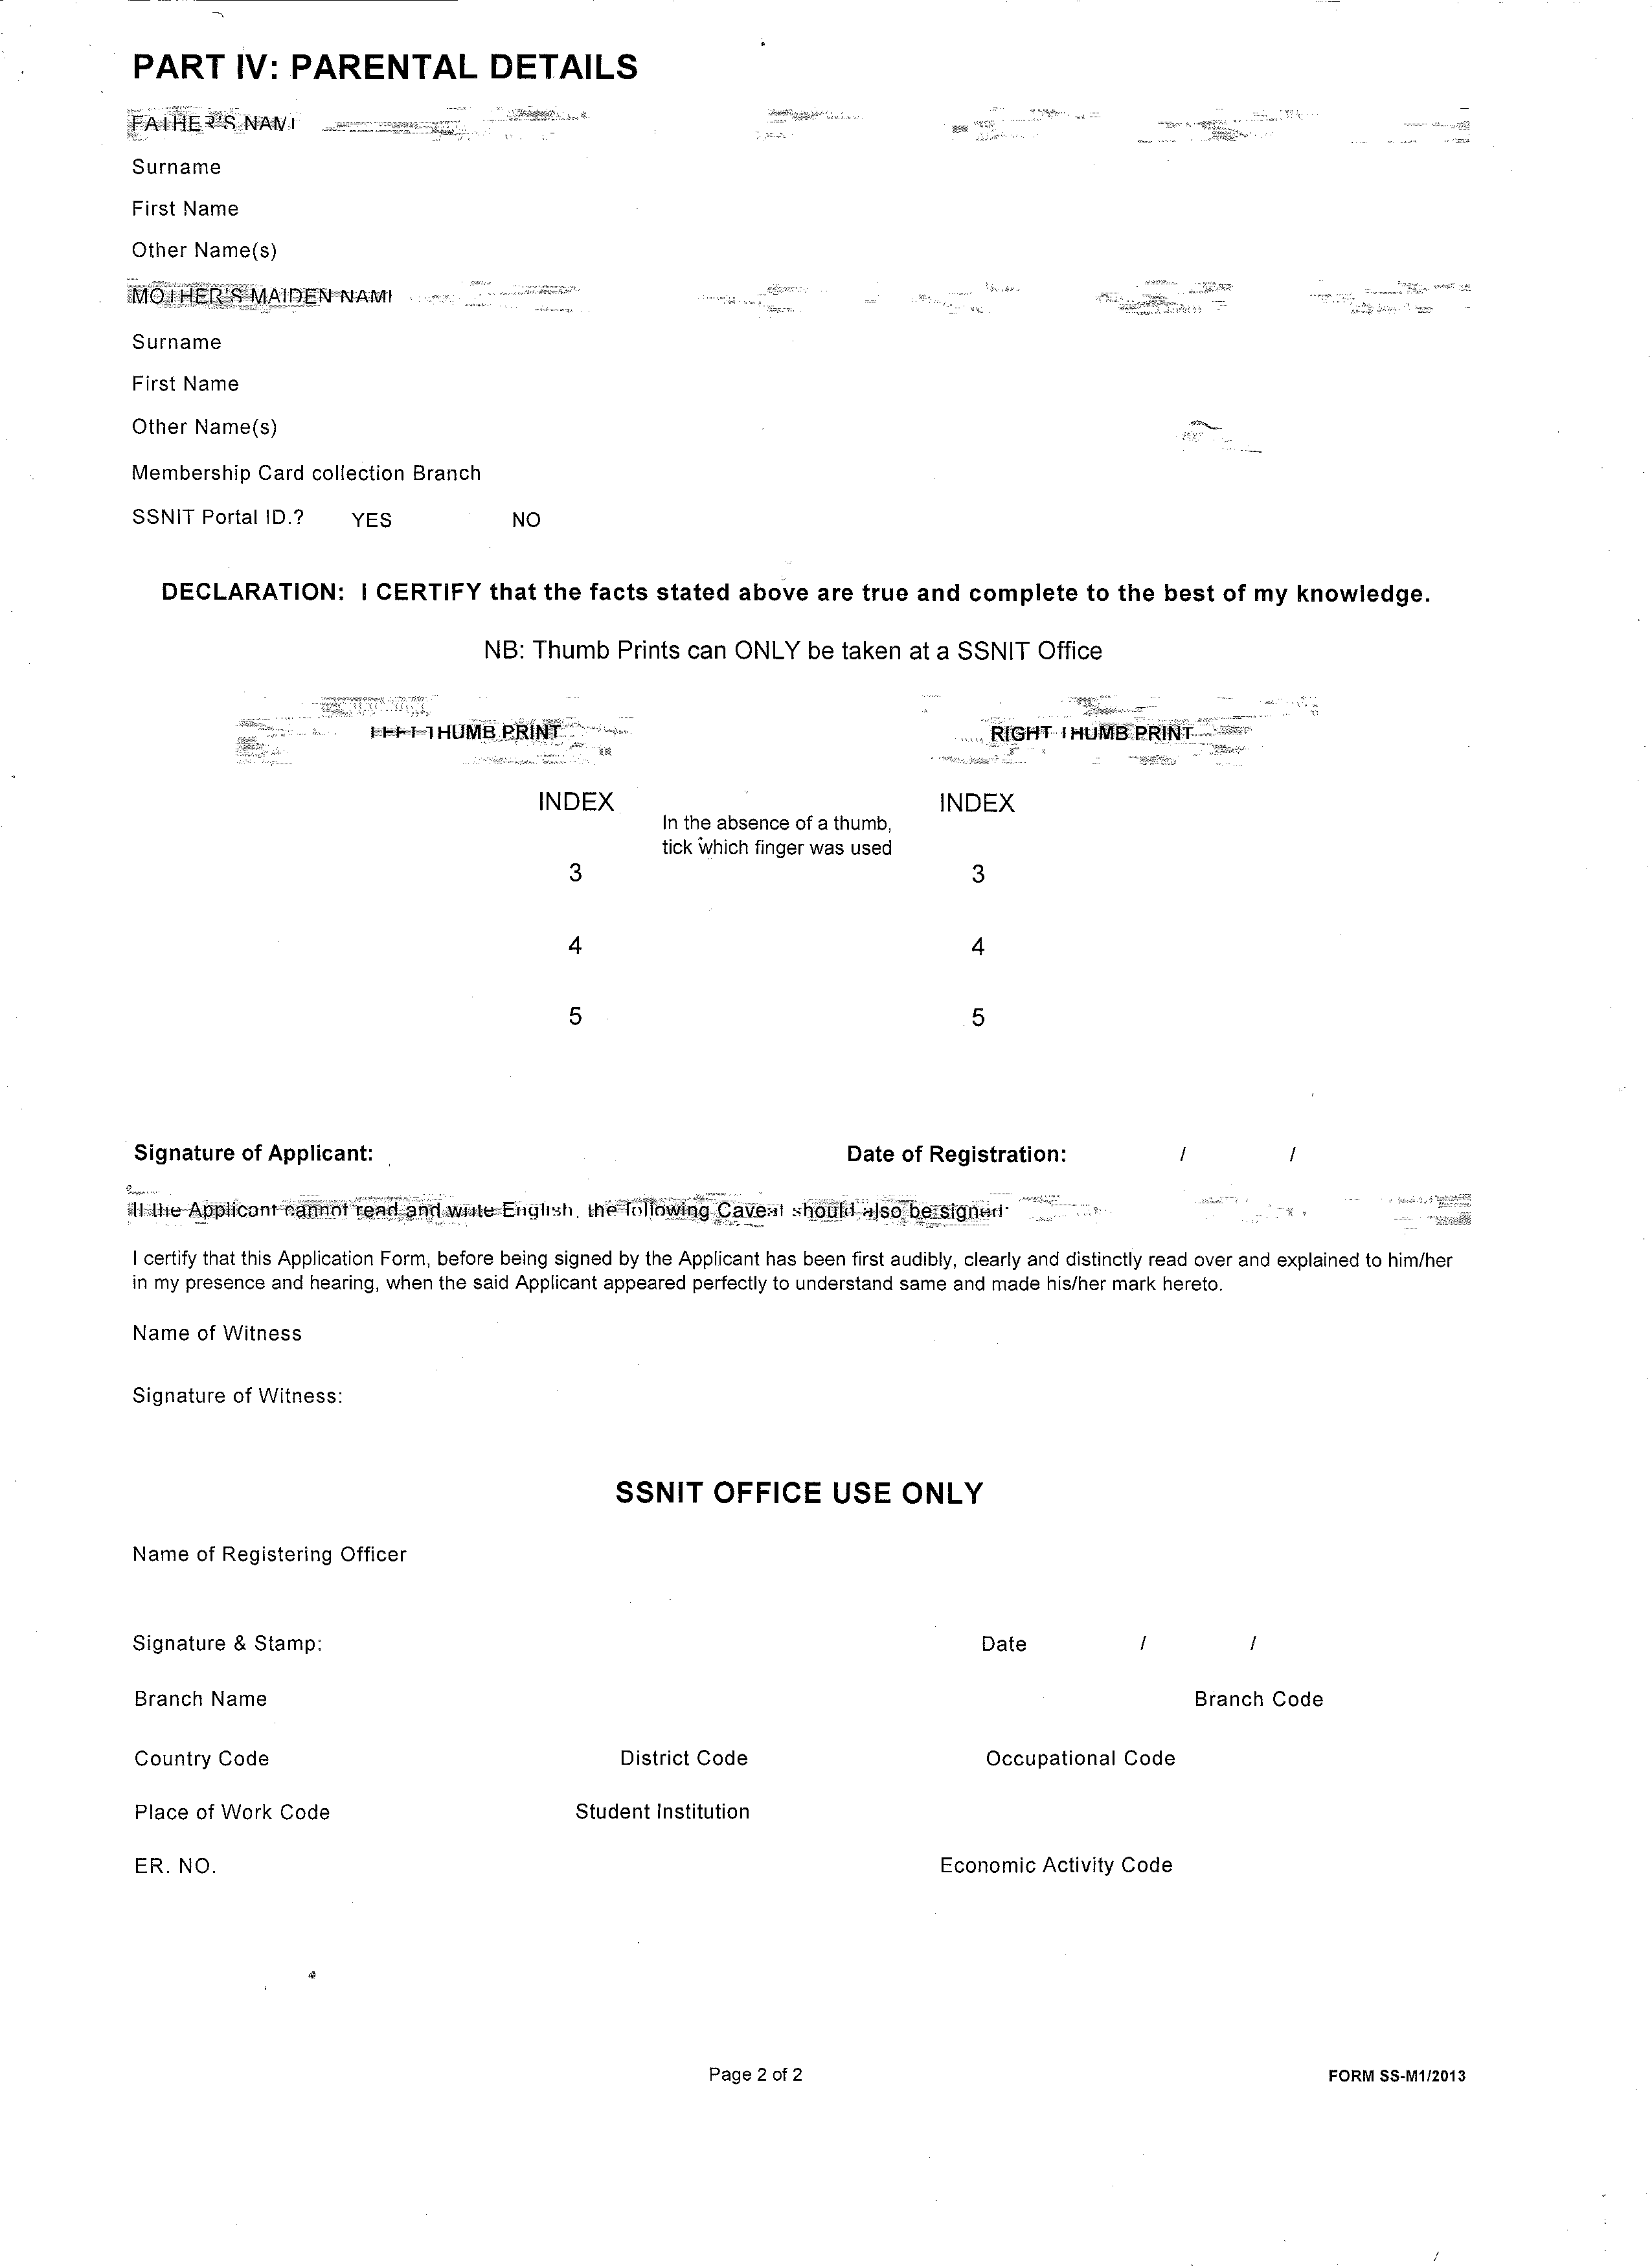 PART IV: PARENTAL DETAILS
FATHER'S NAME
Surname
First Name
Other Name(s)
MOTHER'S MAIDEN NAME
Surname
First Name
Other Name(s)
Membership Card collection Branch
SSNIT Portal ID.? YES NO
DECLARATION: I CERTIFY that the facts stated above are true and complete to the best of my knowledge.
NB: Thumb Prints can ONLY be taken at a SSNIT Office
LEFT THUMB PRINT RIGHT THUMB PRINT
INDEX INDEX
In the absence of a thumb,
tick which finger was used
3 3
4 4
5 5
Signature of Applicant: Date of Registration: / /
If the Applicant cannot read and write English, the following Caveat should also be signed:
I certify that this Application Form, before being signed by the Applicant has been first audibly, clearly and distinctly read over and explained to him/her
in my presence and hearing, when the said Applicant appeared perfectly to understand same and made his/her mark hereto.
Name of Witness
Signature of Witness:
SSNIT OFFICE USE ONLY
Name of Registering Officer
Signature & Stamp: Date / /
Branch Name Branch Code
Country Code District Code Occupational Code
Place of Work Code Student Institution
ER. NO. Economic Activity Code
Page 2 of 2 FORM SS-M1/2013